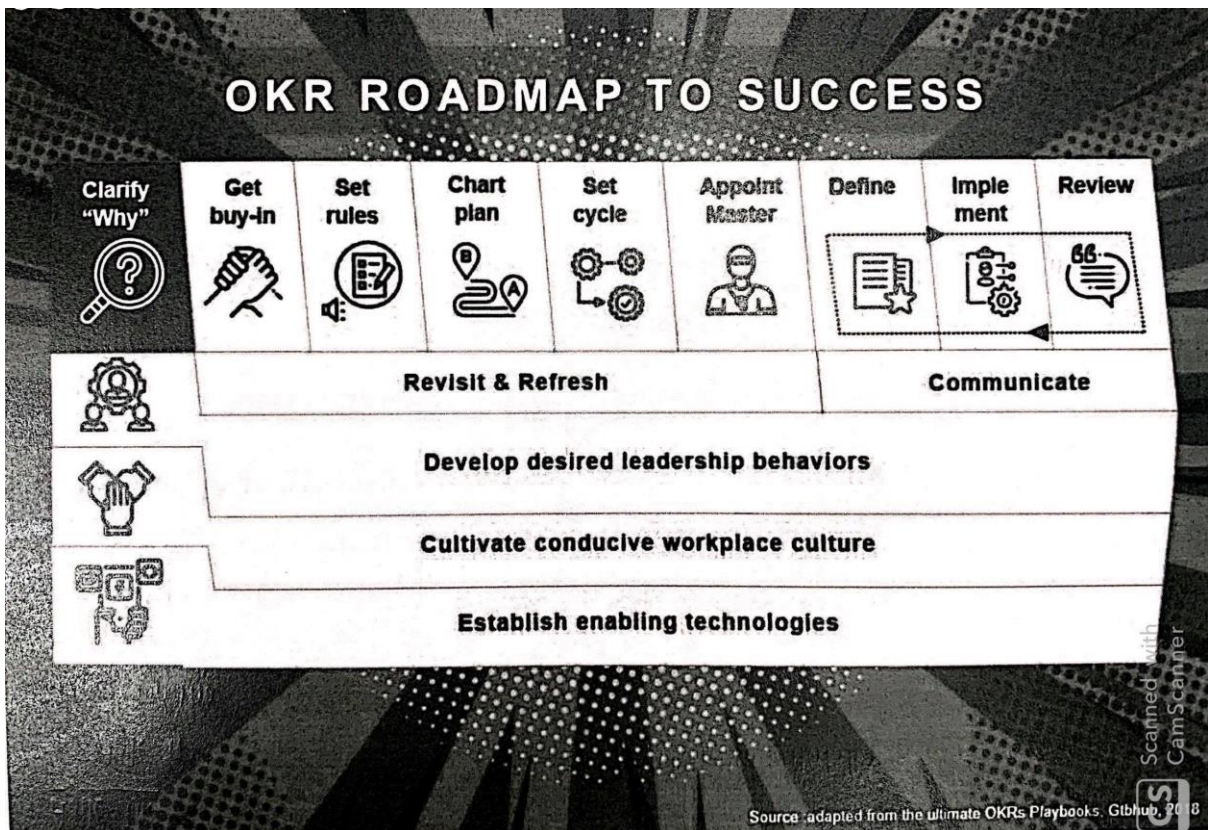 OKR ROADMAP TO SUCCESS
Clarify
"Why"
Get
buy-in
Set
rules
Chart
plan
Set
cycle
Appoint
Master
Define
Imple
ment
Review
B
A
Revisit & Refresh
Communicate
Develop desired leadership behaviors
Cultivate conducive workplace culture
Establish enabling technologies
Source :adapted from the ultimate OKRs Playbooks. Gtbhub, 2018
CS
Scanned with
CamScanner